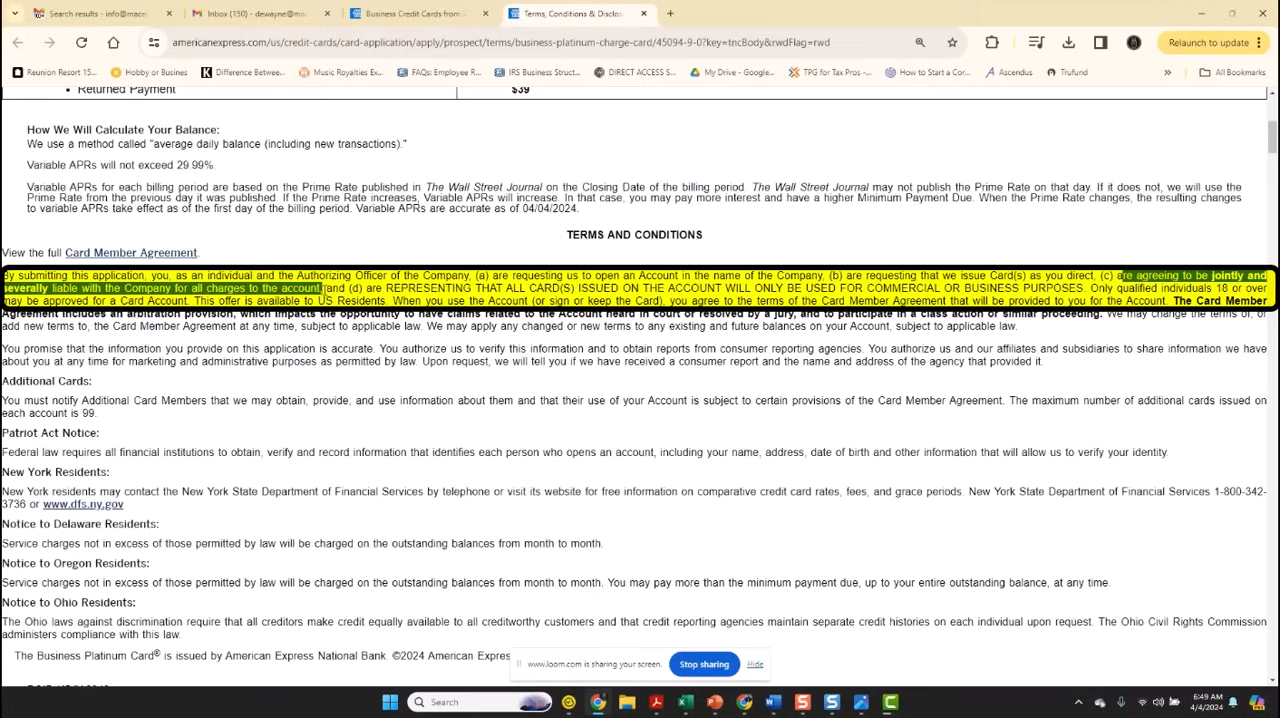 Search results - info@mace
Inbox (150) - dewayne@ma
Business Credit Cards from
Terms, Conditions & Disclos
americanexpress.com/us/credit-cards/card-application/apply/prospect/terms/business-platinum-charge-card/45094-9-0?key=tncBody&rwdFlag=rwd
Relaunch to update
Reunion Resort 15...
Hobby or Busines
Difference Betwee...
Music Royalties Ex...
FAQs: Employee R...
IRS Business Struct...
DIRECT ACCESS S...
My Drive - Google...
TPG for Tax Pros -...
How to Start a Cor...
Ascendus
Trufund
All Bookmarks
• Returned Payment $39
How We Will Calculate Your Balance:
We use a method called "average daily balance (including new transactions)."
Variable APRs will not exceed 29.99%.
Variable APRs for each billing period are based on the Prime Rate published in The Wall Street Journal on the Closing Date of the billing period. The Wall Street Journal may not publish the Prime Rate on that day. If it does not, we will use the
Prime Rate from the previous day it was published. If the Prime Rate increases, Variable APRs will increase. In that case, you may pay more interest and have a higher Minimum Payment Due. When the Prime Rate changes, the resulting changes
to variable APRs take effect as of the first day of the billing period. Variable APRs are accurate as of 04/04/2024.
TERMS AND CONDITIONS
View the full Card Member Agreement.
By submitting this application, you, as an individual and the Authorizing Officer of the Company, (a) are requesting us to open an Account in the name of the Company, (b) are requesting that we issue Card(s) as you direct, (c) are agreeing to be jointly and
severally liable with the Company for all charges to the account, and (d) are REPRESENTING THAT ALL CARD(S) ISSUED ON THE ACCOUNT WILL ONLY BE USED FOR COMMERCIAL OR BUSINESS PURPOSES. Only qualified individuals 18 or over
may be approved for a Card Account. This offer is available to US Residents. When you use the Account (or sign or keep the Card), you agree to the terms of the Card Member Agreement that will be provided to you for the Account. The Card Member
Agreement includes an arbitration provision, which impacts the opportunity to have claims related to the Account heard in court or resolved by a jury, and to participate in a class action or similar proceeding. We may change the terms of, or
add new terms to, the Card Member Agreement at any time, subject to applicable law. We may apply any changed or new terms to any existing and future balances on your Account, subject to applicable law.
You promise that the information you provide on this application is accurate. You authorize us to verify this information and to obtain reports from consumer reporting agencies. You authorize us and our affiliates and subsidiaries to share information we have
about you at any time for marketing and administrative purposes as permitted by law. Upon request, we will tell you if we have received a consumer report and the name and address of the agency that provided it.
Additional Cards:
You must notify Additional Card Members that we may obtain, provide, and use information about them and that their use of your Account is subject to certain provisions of the Card Member Agreement. The maximum number of additional cards issued on
each account is 99.
Patriot Act Notice:
Federal law requires all financial institutions to obtain, verify and record information that identifies each person who opens an account, including your name, address, date of birth and other information that will allow us to verify your identity.
New York Residents:
New York residents may contact the New York State Department of Financial Services by telephone or visit its website for free information on comparative credit card rates, fees, and grace periods. New York State Department of Financial Services 1-800-342-
3736 or www.dfs.ny.gov
Notice to Delaware Residents:
Service charges not in excess of those permitted by law will be charged on the outstanding balances from month to month.
Notice to Oregon Residents:
Service charges not in excess of those permitted by law will be charged on the outstanding balances from month to month. You may pay more than the minimum payment due, up to your entire outstanding balance, at any time.
Notice to Ohio Residents:
The Ohio laws against discrimination require that all creditors make credit equally available to all creditworthy customers and that credit reporting agencies maintain separate credit histories on each individual upon request. The Ohio Civil Rights Commission
administers compliance with this law.
The Business Platinum Card® is issued by American Express National Bank. ©2024 American Expres
www.loom.com is sharing your screen.
Stop sharing
Hide
Search
6:49 AM
4/4/2024